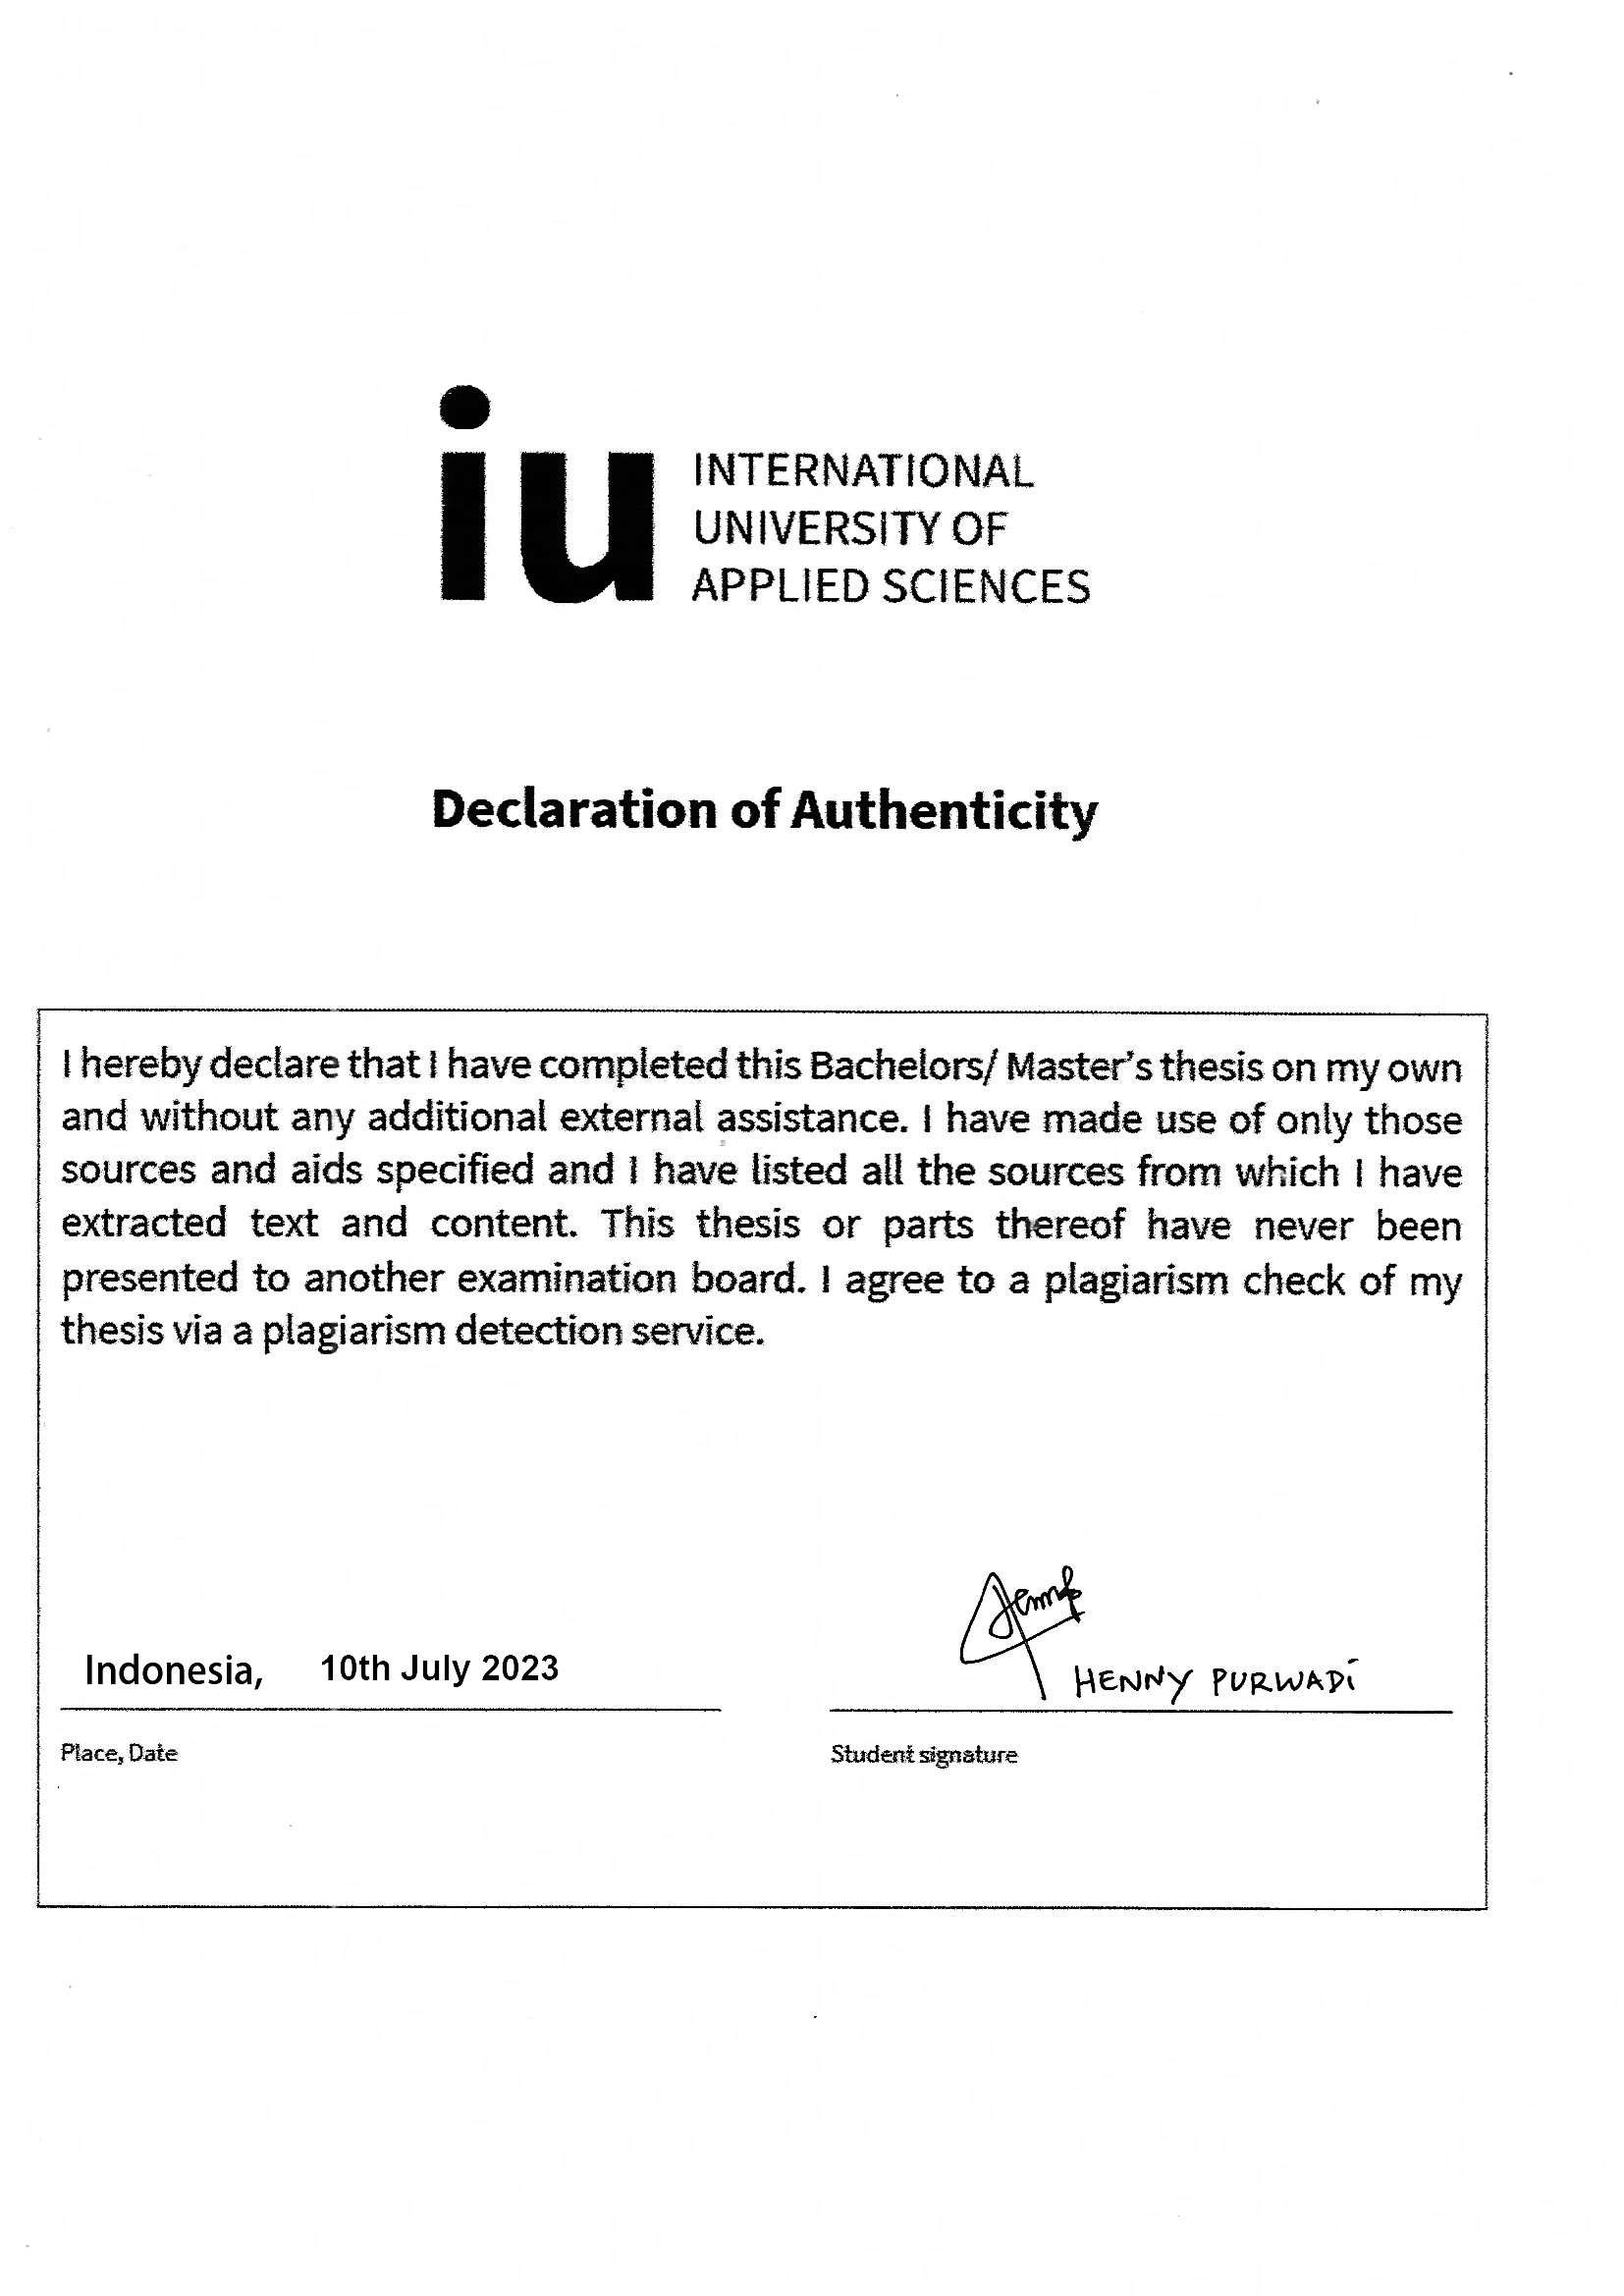 iu
INTERNATIONAL
UNIVERSITY OF
APPLIED SCIENCES
Declaration of Authenticity
I hereby declare that I have completed this Bachelors/ Master's thesis on my own
and without any additional external assistance. I have made use of only those
sources and aids specified and I have listed all the sources from which I have
extracted text and content. This thesis or parts thereof have never been
presented to another examination board. I agree to a plagiarism check of my
thesis via a plagiarism detection service.
Indonesia, 10th July 2023
HENNY PURWADI
Place, Date
Student signature